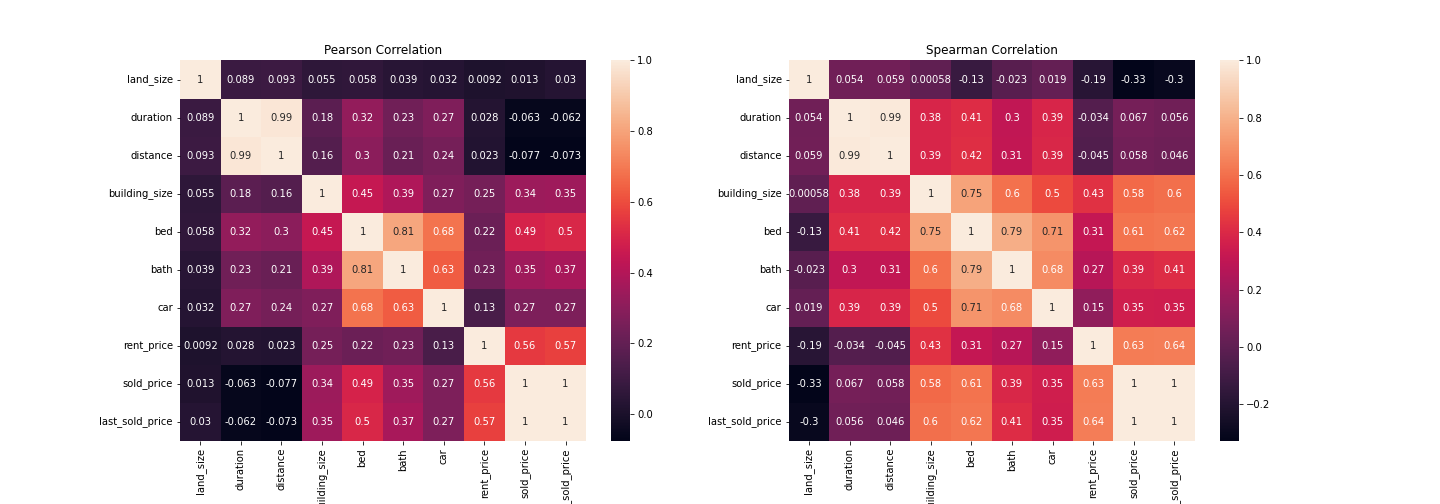 Pearson Correlation
land_size 1 0.089 0.093 0.055 0.058 0.039 0.032 0.0092 0.013 0.03
duration 0.089 1 0.99 0.18 0.32 0.23 0.27 0.028 -0.063 -0.062
distance 0.093 0.99 1 0.16 0.3 0.21 0.24 0.023 -0.077 -0.073
building_size 0.055 0.18 0.16 1 0.45 0.39 0.27 0.25 0.34 0.35
bed 0.058 0.32 0.3 0.45 1 0.81 0.68 0.22 0.49 0.5
bath 0.039 0.23 0.21 0.39 0.81 1 0.63 0.23 0.35 0.37
car 0.032 0.27 0.24 0.27 0.68 0.63 1 0.13 0.27 0.27
rent_price 0.0092 0.028 0.023 0.25 0.22 0.23 0.13 1 0.56 0.57
sold_price 0.013 -0.063 -0.077 0.34 0.49 0.35 0.27 0.56 1 1
last_sold_price 0.03 -0.062 -0.073 0.35 0.5 0.37 0.27 0.57 1 1
land_size duration distance uilding_size bed bath car rent_price sold_price _sold_price
1.0
0.8
0.6
0.4
0.2
0.0
Spearman Correlation
land_size 1 0.054 0.059 0.00058 -0.13 -0.023 0.019 -0.19 -0.33 -0.3
duration 0.054 1 0.99 0.38 0.41 0.3 0.39 -0.034 0.067 0.056
distance 0.059 0.99 1 0.39 0.42 0.31 0.39 -0.045 0.058 0.046
building_size 0.00058 0.38 0.39 1 0.75 0.6 0.5 0.43 0.58 0.6
bed -0.13 0.41 0.42 0.75 1 0.79 0.71 0.31 0.61 0.62
bath -0.023 0.3 0.31 0.6 0.79 1 0.68 0.27 0.39 0.41
car 0.019 0.39 0.39 0.5 0.71 0.68 1 0.15 0.35 0.35
rent_price -0.19 -0.034 -0.045 0.43 0.31 0.27 0.15 1 0.63 0.64
sold_price -0.33 0.067 0.058 0.58 0.61 0.39 0.35 0.63 1 1
last_sold_price -0.3 0.056 0.046 0.6 0.62 0.41 0.35 0.64 1 1
land_size duration distance ilding_size bed bath car rent_price sold_price _sold_price
1.0
0.8
0.6
0.4
0.2
0.0
−0.2